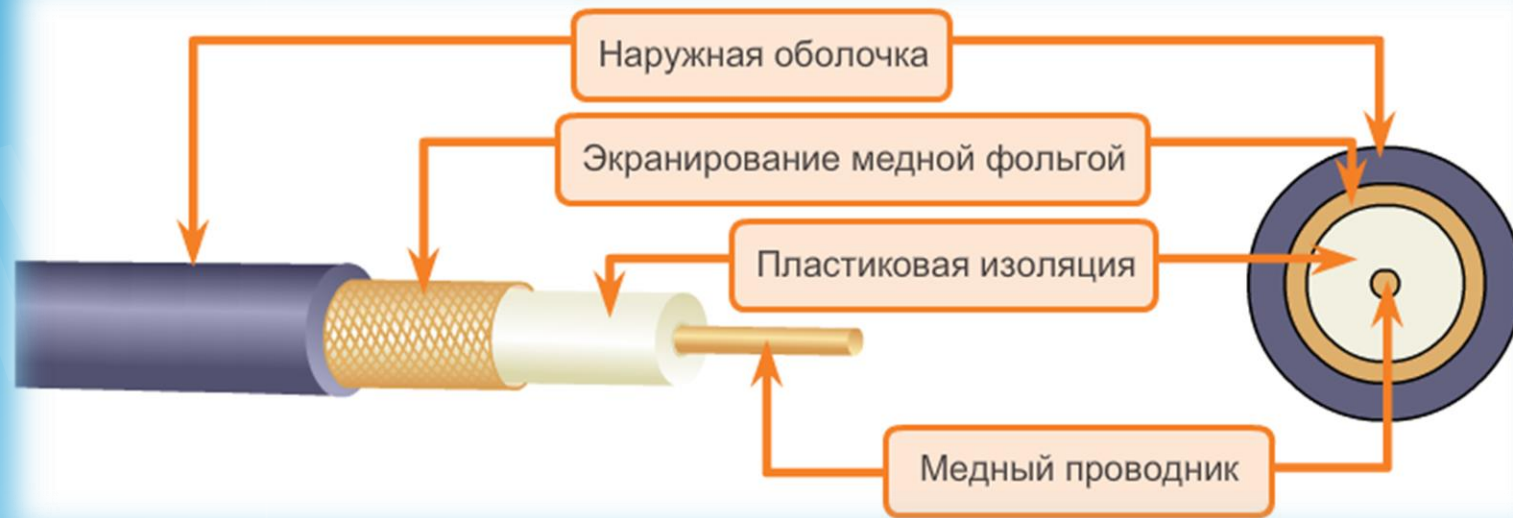 Наружная оболочка
Экранирование медной фольгой
Пластиковая изоляция
Медный проводник